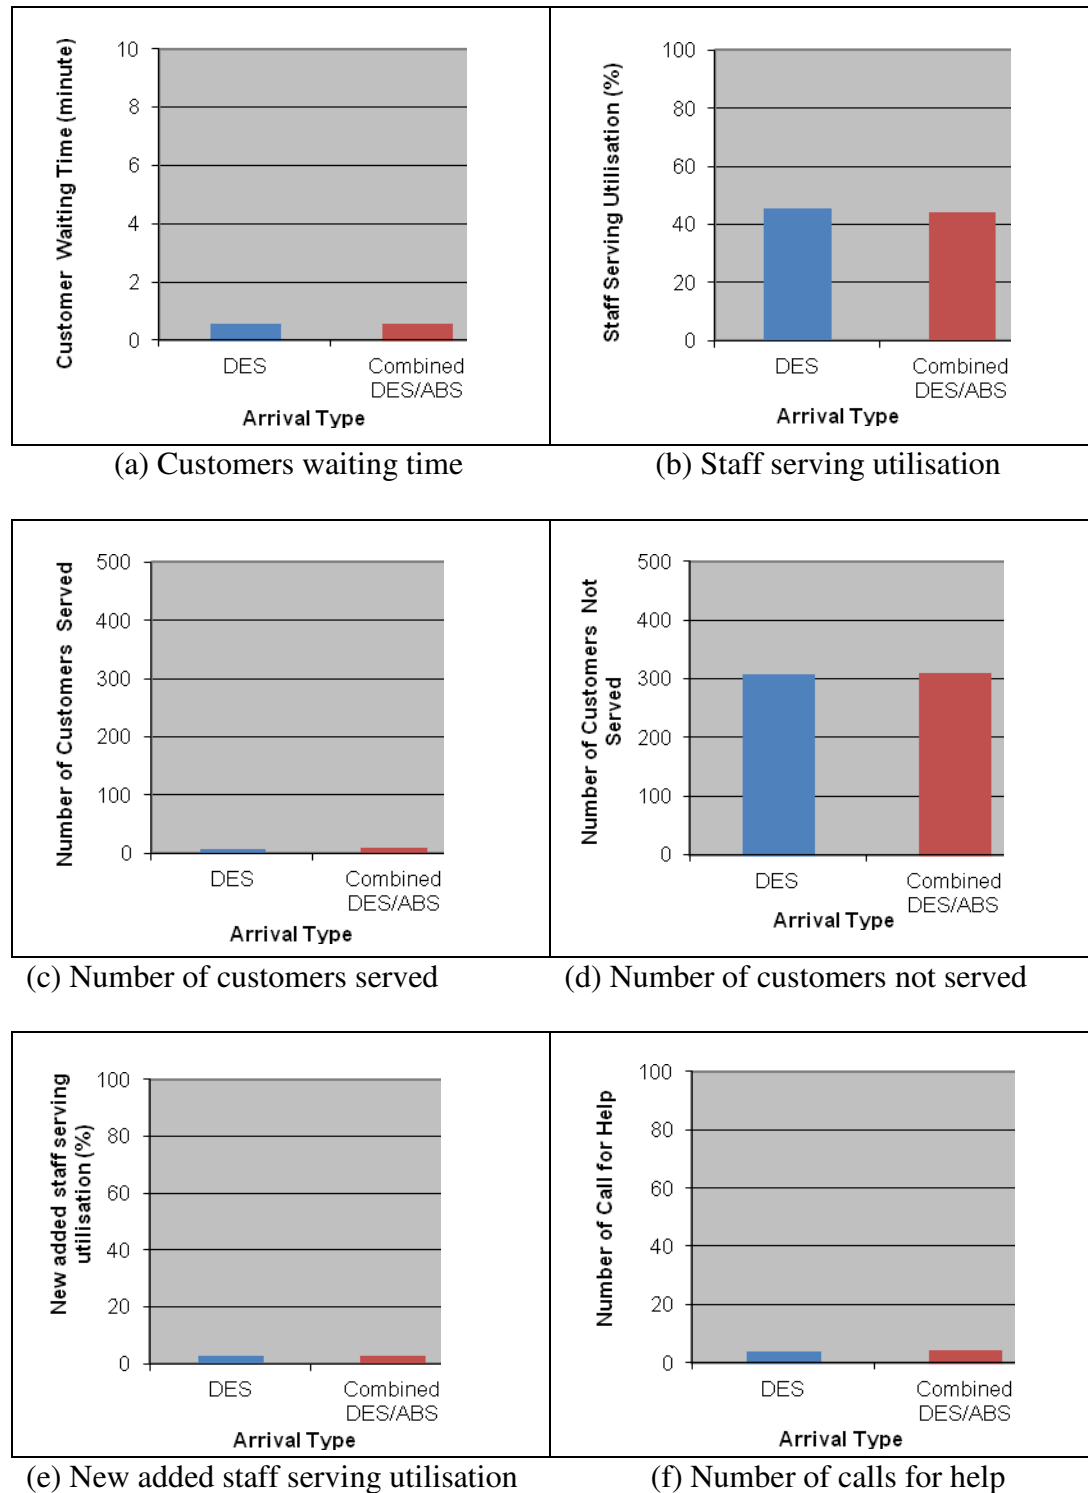 Customer Waiting Time (minute)
10
8
6
4
2
0
DES
Combined
DES/ABS
Arrival Type
Staff Serving Utilisation (%)
100
80
60
40
20
0
DES
Combined
DES/ABS
Arrival Type
(a) Customers waiting time
(b) Staff serving utilisation
Number of Customers Served
500
400
300
200
100
0
DES
Combined
DES/ABS
Arrival Type
Number of Customers Not
Served
500
400
300
200
100
0
DES
Combined
DES/ABS
Arrival Type
(c) Number of customers served
(d) Number of customers not served
New added staff serving
utilisation (%)
100
80
60
40
20
0
DES
Combined
DES/ABS
Arrival Type
Number of Call for Help
100
80
60
40
20
0
DES
Combined
DES/ABS
Arrival Type
(e) New added staff serving utilisation
(f) Number of calls for help